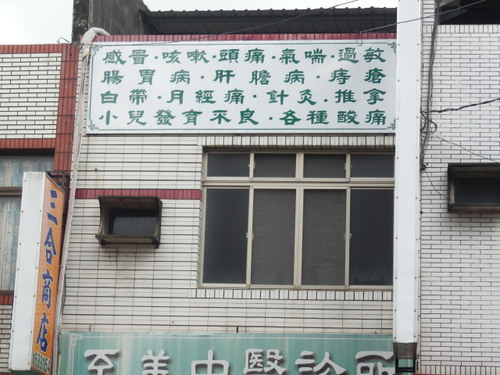 感冒·咳嗽·頭痛·氣喘·過敏
腸胃病·肝膽病·痔瘡
白帶·月經痛·針灸·推拿
小兒發育不良·各種酸痛
三合商店
至善中醫診所